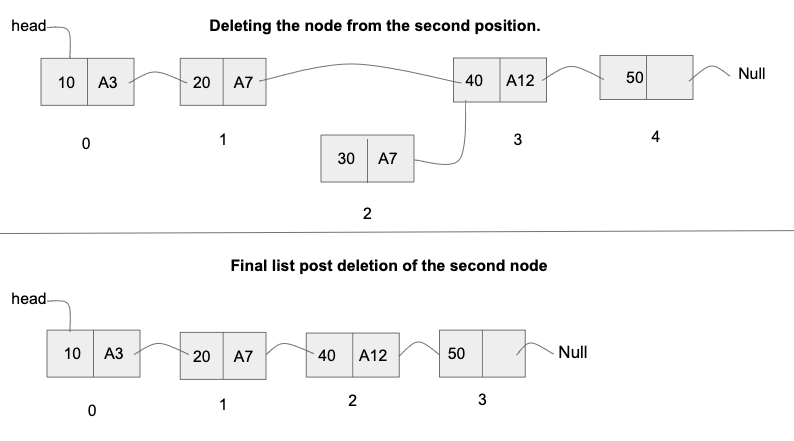 Deleting the node from the second position.
head
10 A3 20 A7 40 A12 50 Null
0 1 3 4
30 A7
2
Final list post deletion of the second node
head
10 A3 20 A7 40 A12 50 Null
0 1 2 3